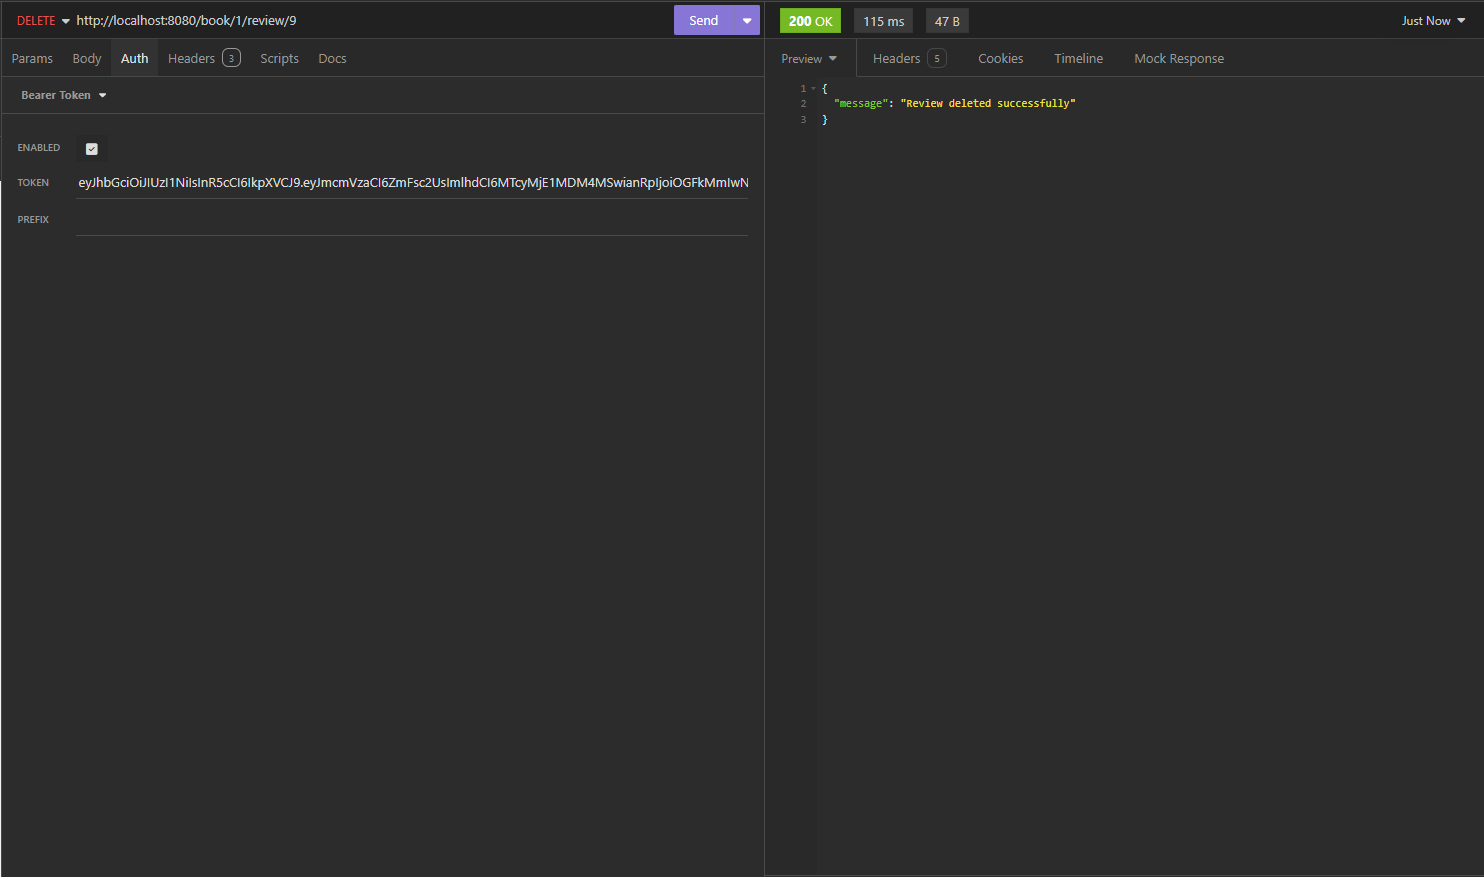 DELETE http://localhost:8080/book/1/review/9 Send
Params Body Auth Headers 3 Scripts Docs
Bearer Token
ENABLED
TOKEN eyJhbGciOiJIUzI1NiIsInR5cCI6IkpXVCJ9.eyJmcmVzaCI6ZmFsc2UsImlhdCI6MTcyMjE1MDM4MSwianRpIjoiOGFkMmIwN
PREFIX
200 OK 115 ms 47 B Just Now
Preview Headers 5 Cookies Timeline Mock Response
1 {
2 "message": "Review deleted successfully"
3 }